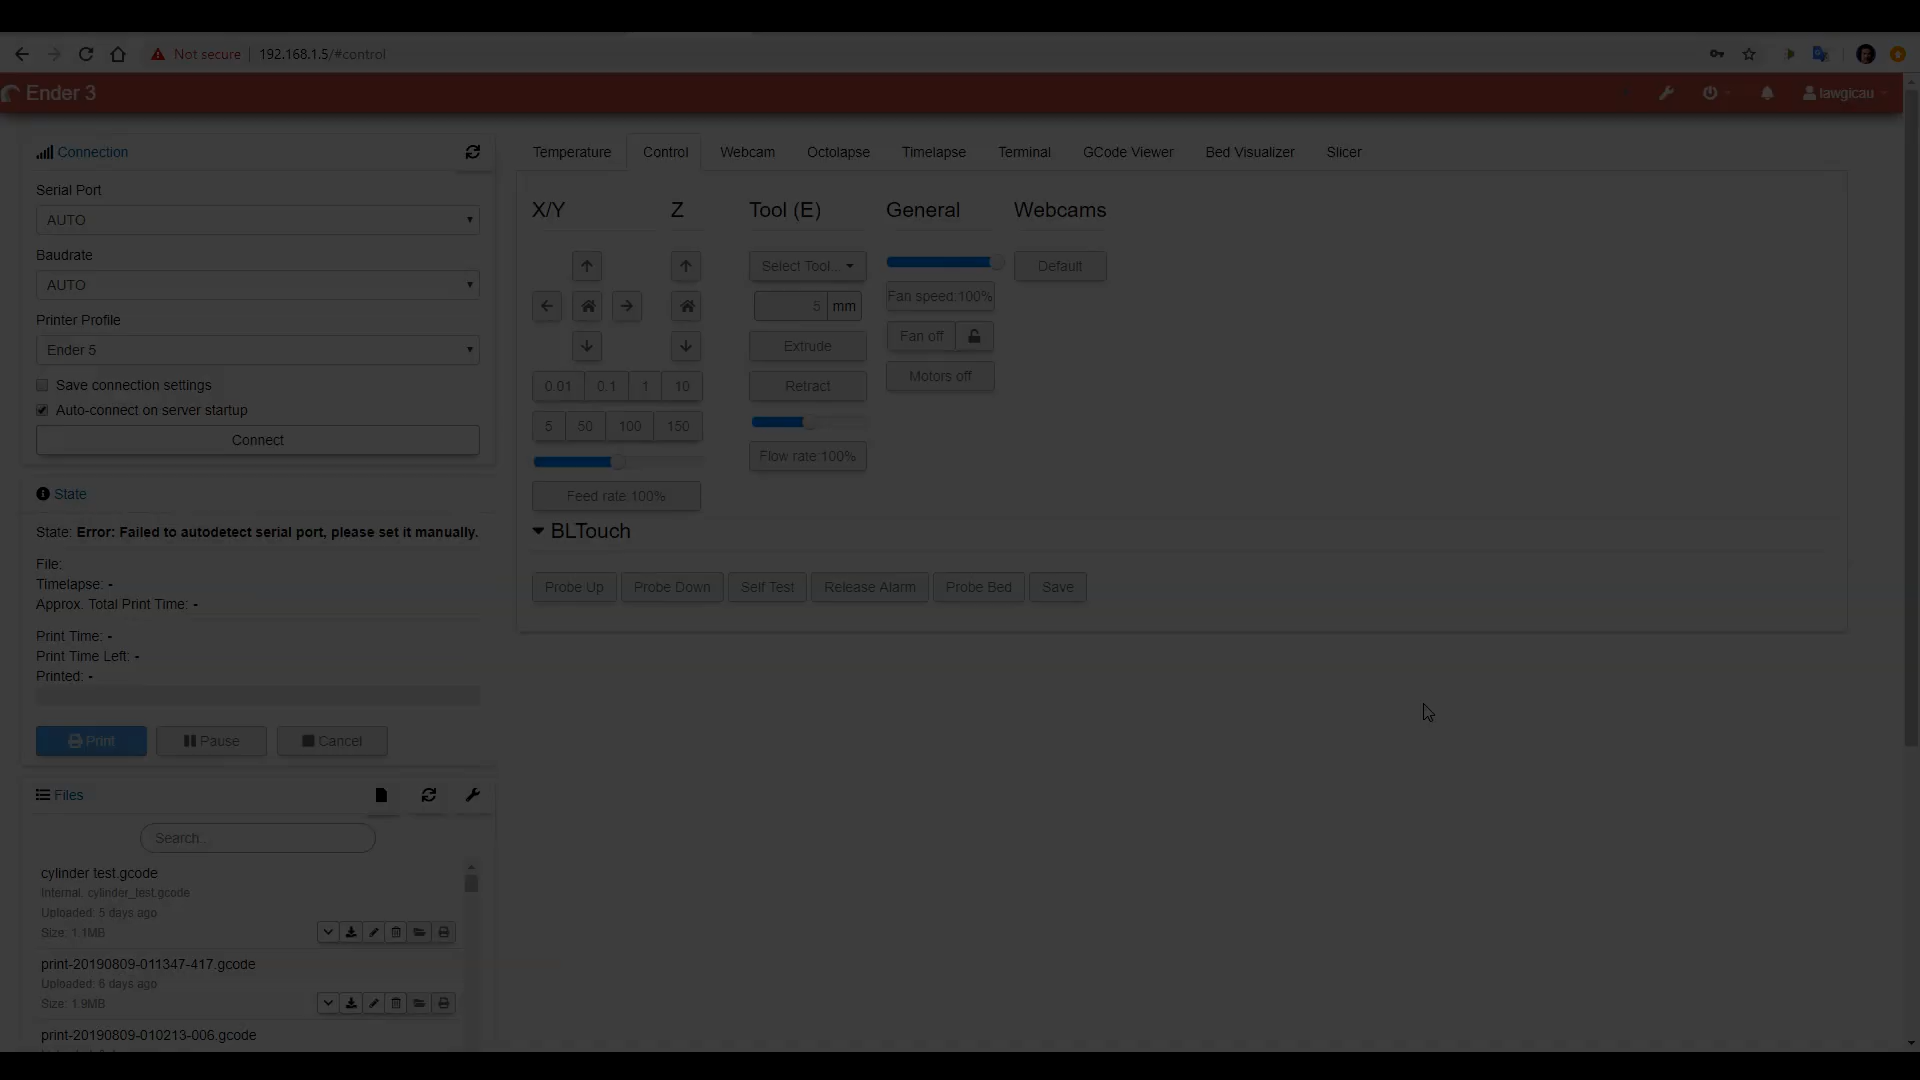 Not secure 192.168.1.5/#control
Ender 3
lawgicau
Connection
Serial Port
AUTO
Baudrate
AUTO
Printer Profile
Ender 5
Save connection settings
Auto-connect on server startup
Connect
State
State: Error: Failed to autodetect serial port, please set it manually.
File:
Timelapse: -
Approx. Total Print Time: -
Print Time: -
Print Time Left: -
Printed: -
Print Pause Cancel
Files
Search...
cylinder test.gcode
Internal: cylinder_test.gcode
Uploaded: 5 days ago
Size: 1.1MB
print-20190809-011347-417.gcode
Uploaded: 6 days ago
Size: 1.9MB
print-20190809-010213-006.gcode
Temperature Control Webcam Octolapse Timelapse Terminal GCode Viewer Bed Visualizer Slicer
X/Y Z Tool (E) General Webcams
Select Tool... Default
5 mm Fan speed:100%
Extrude Fan off
0.01 0.1 1 10 Retract Motors off
5 50 100 150
Flow rate:100%
Feed rate:100%
BLTouch
Probe Up Probe Down Self Test Release Alarm Probe Bed Save